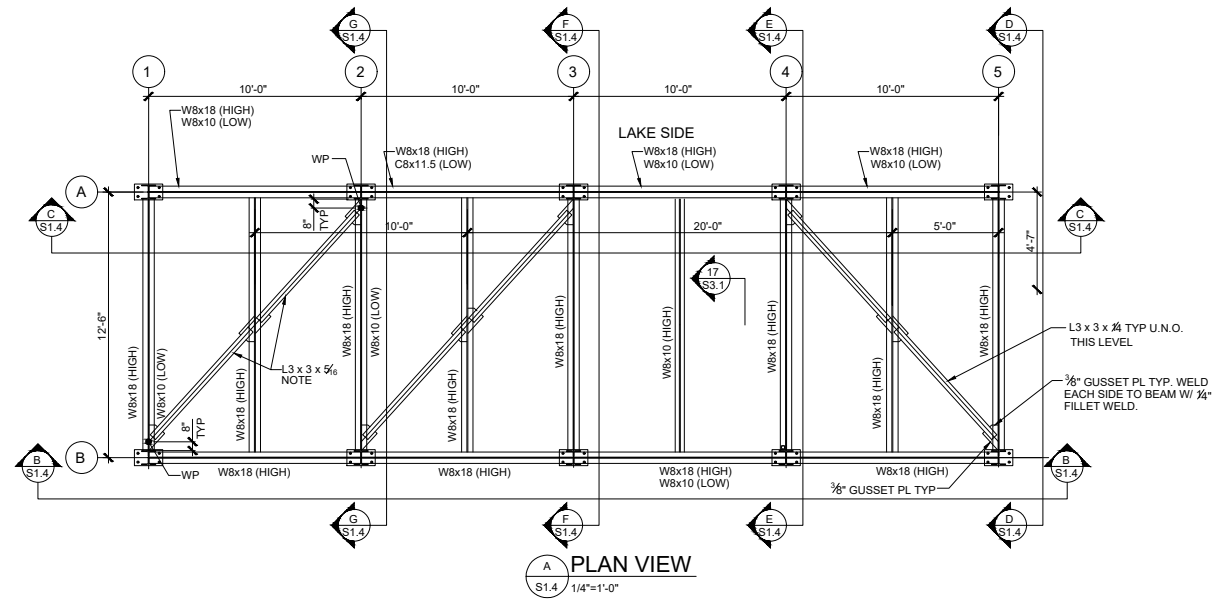 G
S1.4
F
S1.4
E
S1.4
D
S1.4
1
2
3
4
5
10'-0"
10'-0"
10'-0"
10'-0"
W8x18 (HIGH)
W8x10 (LOW)
WP
W8x18 (HIGH)
C8x11.5 (LOW)
LAKE SIDE
W8x18 (HIGH)
W8x10 (LOW)
W8x18 (HIGH)
W8x10 (LOW)
A
C
S1.4
8"
TYP
10'-0"
20'-0"
5'-0"
4'-7"
C
S1.4
17
S3.1
12'-6"
W8x18 (HIGH)
W8x10 (LOW)
W8x18 (HIGH)
W8x18 (HIGH)
W8x10 (LOW)
W8x18 (HIGH)
W8x18 (HIGH)
W8x10 (HIGH)
W8x18 (HIGH)
W8x18 (HIGH)
W8x18 (HIGH)
L3 x 3 x 5/16
NOTE
L3 x 3 x 1/4 TYP U.N.O.
THIS LEVEL
3/8" GUSSET PL TYP. WELD
EACH SIDE TO BEAM W/ 1/4"
FILLET WELD.
8"
TYP
B
B
S1.4
WP
W8x18 (HIGH)
W8x18 (HIGH)
W8x18 (HIGH)
W8x10 (LOW)
W8x18 (HIGH)
3/8" GUSSET PL TYP
B
S1.4
G
S1.4
F
S1.4
E
S1.4
D
S1.4
A
S1.4
PLAN VIEW
1/4"=1'-0"